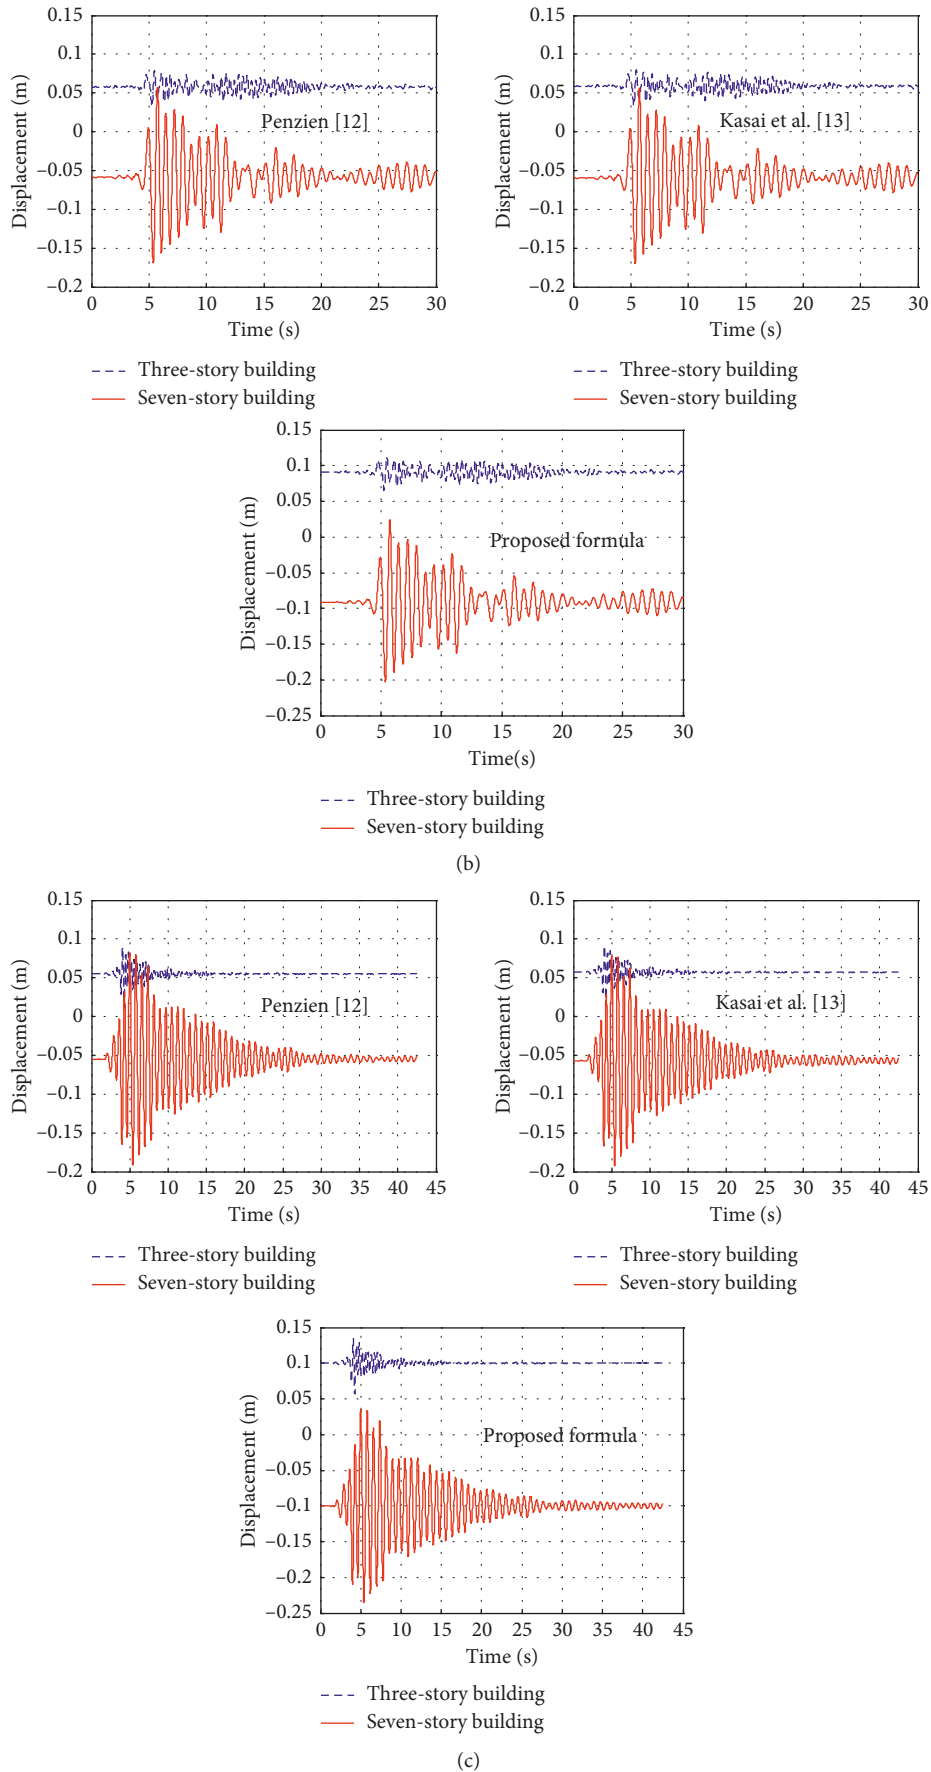 0.15
0.1
0.05
0
−0.05
−0.1
−0.15
−0.2
Displacement (m)
Penzien [12]
0 5 10 15 20 25 30
Time (s)
Three-story building
Seven-story building
0.15
0.1
0.05
0
−0.05
−0.1
−0.15
−0.2
Displacement (m)
Kasai et al. [13]
0 5 10 15 20 25 30
Time (s)
Three-story building
Seven-story building
0.15
0.1
0.05
0
−0.05
−0.1
−0.15
−0.2
−0.25
Displacement (m)
Proposed formula
0 5 10 15 20 25 30
Time(s)
Three-story building
Seven-story building
(b)
0.15
0.1
0.05
0
−0.05
−0.1
−0.15
−0.2
Displacement (m)
Penzien [12]
0 5 10 15 20 25 30 35 40 45
Time (s)
Three-story building
Seven-story building
0.15
0.1
0.05
0
−0.05
−0.1
−0.15
−0.2
Displacement (m)
Kasai et al. [13]
0 5 10 15 20 25 30 35 40 45
Time (s)
Three-story building
Seven-story building
0.15
0.1
0.05
0
−0.05
−0.1
−0.15
−0.2
−0.25
Displacement (m)
Proposed formula
0 5 10 15 20 25 30 35 40 45
Time (s)
Three-story building
Seven-story building
(c)